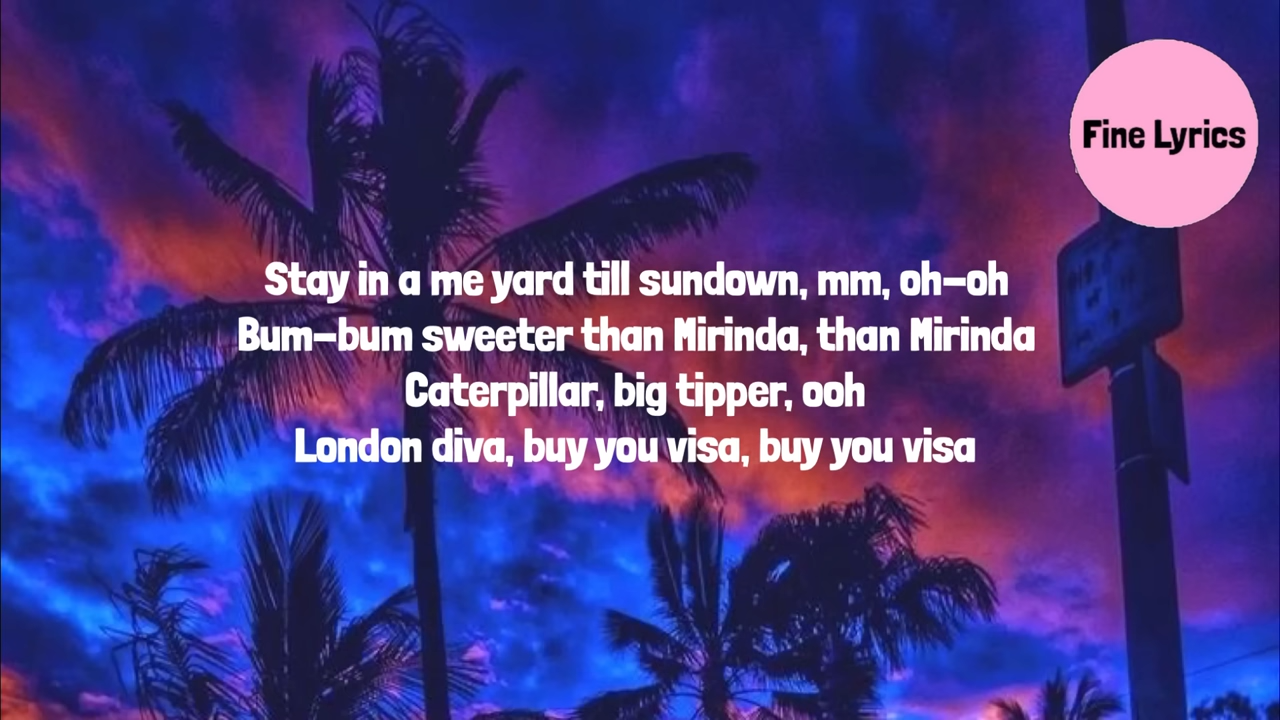 Fine Lyrics
Stay in a me yard till sundown, mm, oh-oh
Bum-bum sweeter than Mirinda, than Mirinda
Caterpillar, big tipper, ooh
London diva, buy you visa, buy you visa